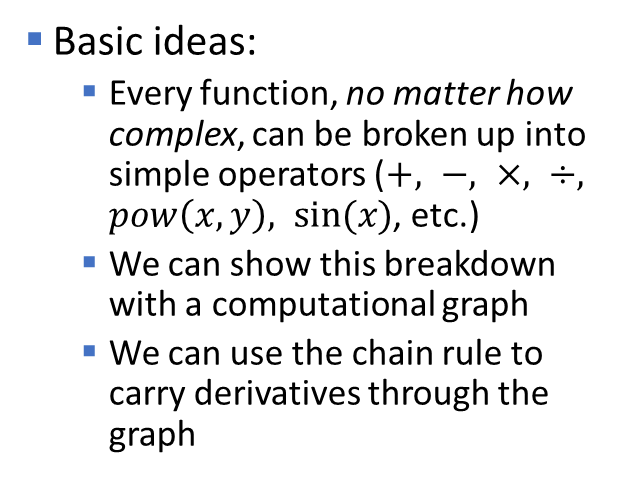 ▪ Basic ideas:
▪ Every function, no matter how
complex, can be broken up into
simple operators (+, −, ×, ÷,
pow(x, y), sin(x), etc.)
▪ We can show this breakdown
with a computational graph
▪ We can use the chain rule to
carry derivatives through the
graph